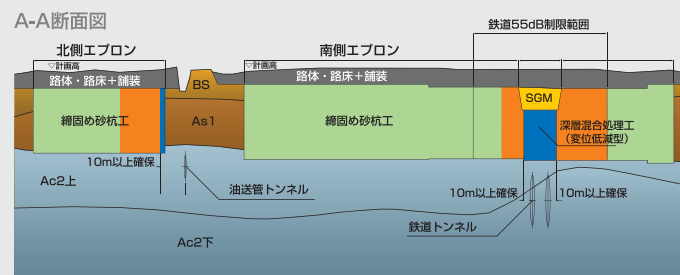 A-A断面図
鉄道55dB制限範囲
北側エプロン
南側エプロン
▽計画高
▽計画高
路体・路床+舗装
BS
路体・路床+舗装
SGM
締固め砂杭工
As1
締固め砂杭工
深層混合処理工
(変位低減型)
10m以上確保
Ac2上
油送管トンネル
10m以上確保
10m以上確保
鉄道トンネル
Ac2下